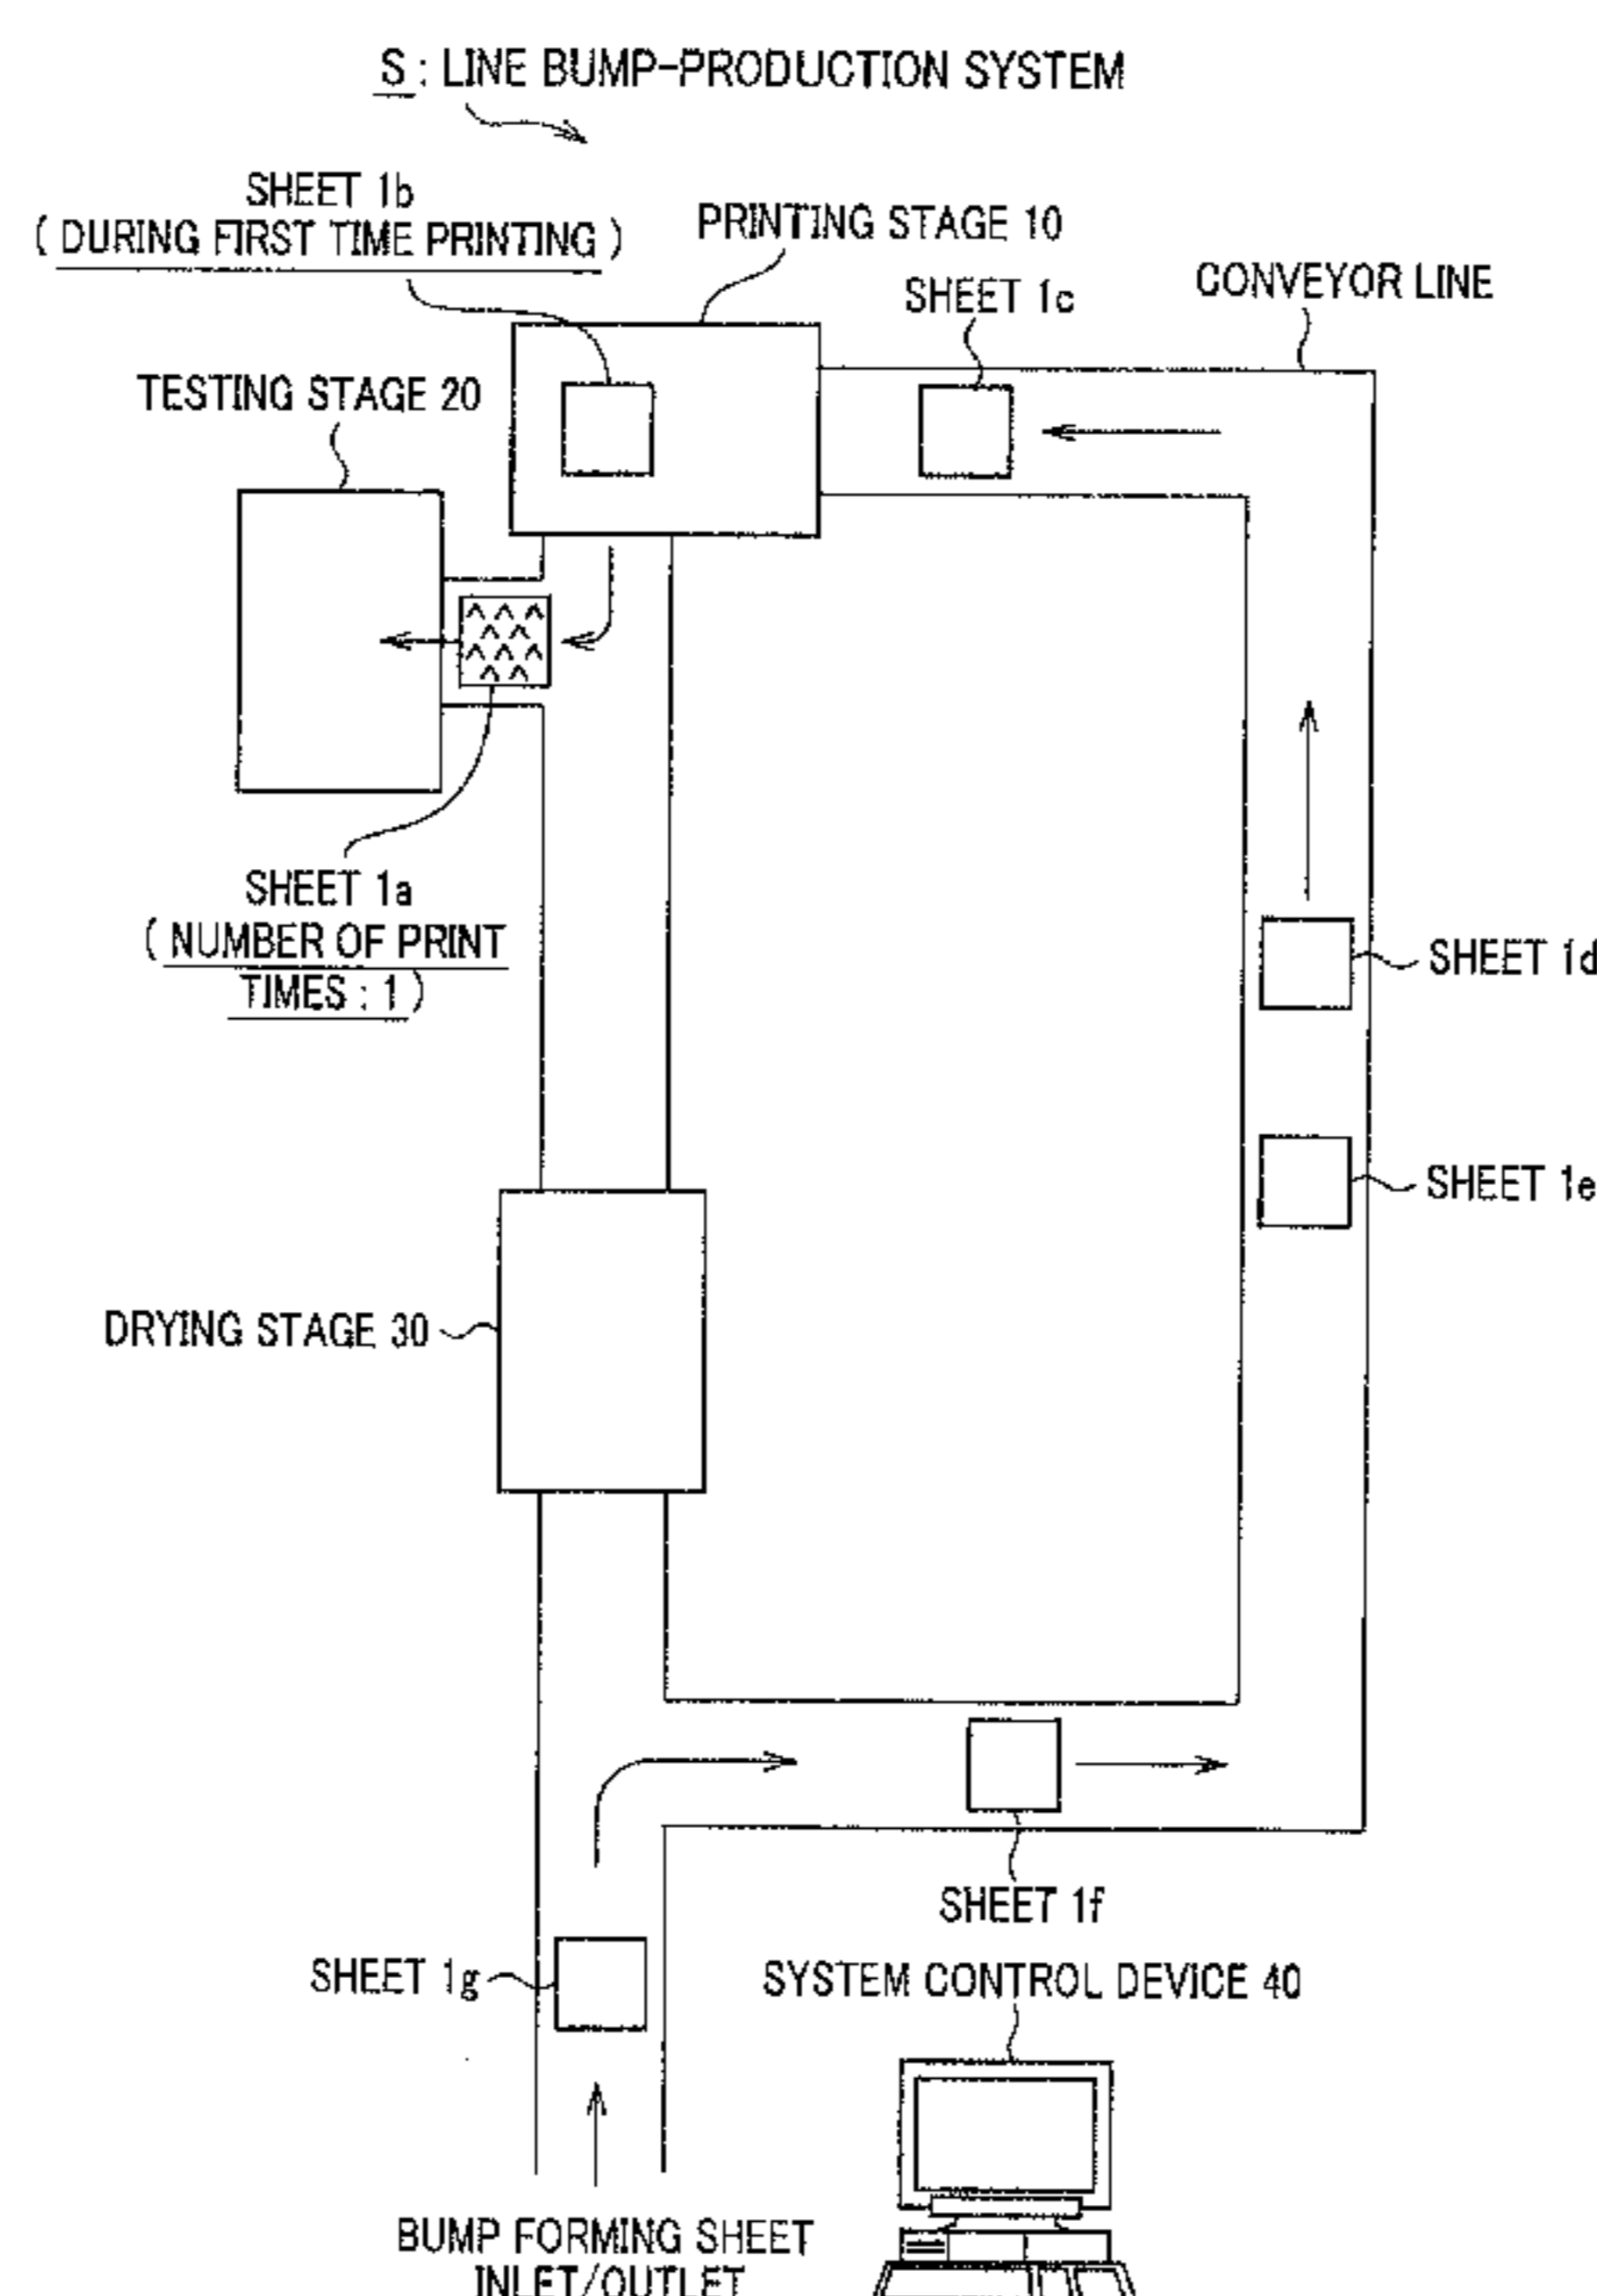 S : LINE BUMP-PRODUCTION SYSTEM
SHEET 1b
( DURING FIRST TIME PRINTING )
PRINTING STAGE 10
SHEET 1c
CONVEYOR LINE
TESTING STAGE 20
SHEET 1a
( NUMBER OF PRINT
TIMES : 1 )
SHEET 1d
SHEET 1e
DRYING STAGE 30
SHEET 1f
SHEET 1g
SYSTEM CONTROL DEVICE 40
BUMP FORMING SHEET
INLET/OUTLET